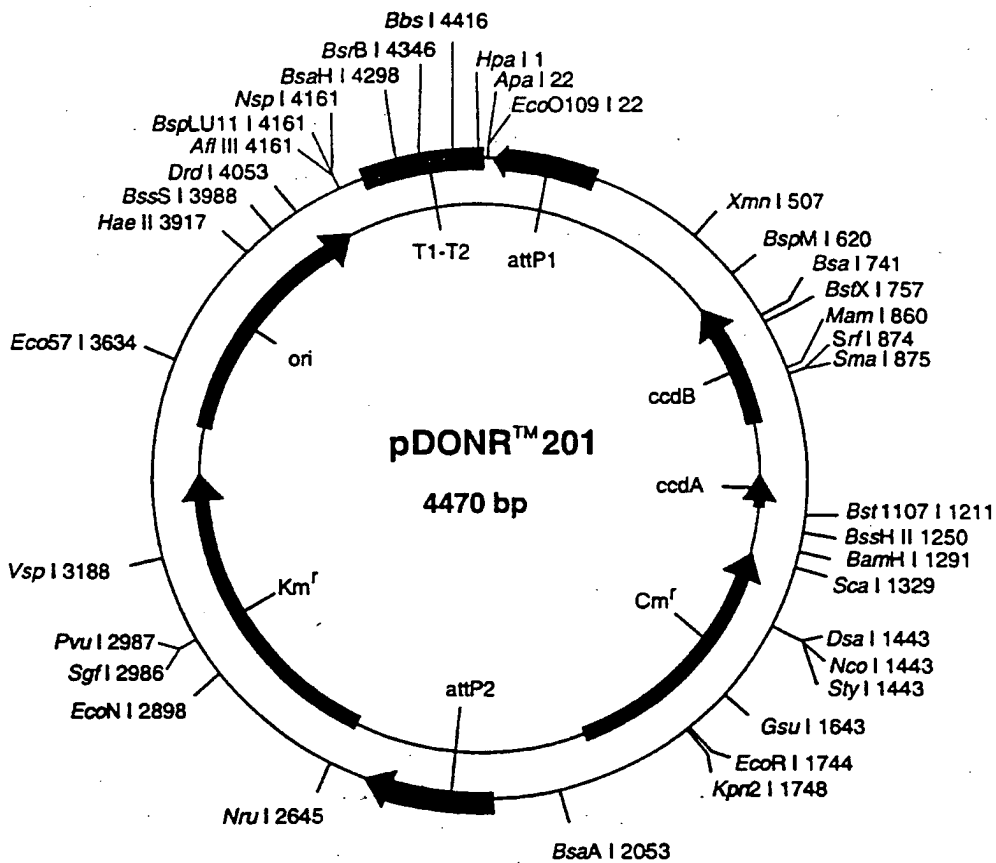 Bbs I 4416
BsrB I 4346
BsaH I 4298
Nsp I 4161
BspLU11 I 4161
Afl III 4161
Drd I 4053
BssS I 3988
Hae II 3917
Eco57 I 3634
Vsp I 3188
Pvu I 2987
Sgf I 2986
EcoN I 2898
Nru I 2645
Hpa I 1
Apa I 22
EcoO109 I 22
Xmn I 507
BspM I 620
Bsa I 741
BstX I 757
Mam I 860
Srf I 874
Sma I 875
Bst1107 I 1211
BssH II 1250
BamH I 1291
Sca I 1329
Dsa I 1443
Nco I 1443
Sty I 1443
Gsu I 1643
EcoR I 1744
Kpn2 I 1748
BsaA I 2053
T1-T2
attP1
ori
ccdB
pDONR™201
4470 bp
ccdA
Kmʳ
Cmʳ
attP2